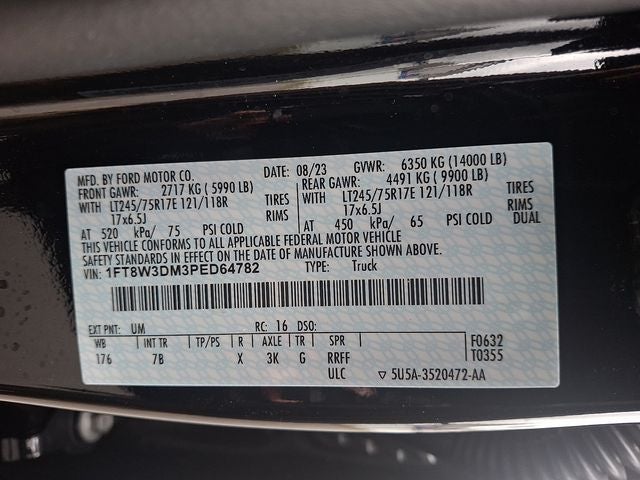 MFD. BY FORD MOTOR CO.
DATE: 08/23 GVWR: 6350 KG (14000 LB)
FRONT GAWR: 2717 KG ( 5990 LB)
WITH LT245/75R17E 121/118R TIRES
17x6.5J RIMS
AT 520 kPa/ 75 PSI COLD
REAR GAWR: 4491 KG ( 9900 LB)
WITH LT245/75R17E 121/118R TIRES
17x6.5J RIMS
AT 450 kPa/ 65 PSI COLD DUAL
THIS VEHICLE CONFORMS TO ALL APPLICABLE FEDERAL MOTOR VEHICLE
SAFETY STANDARDS IN EFFECT ON THE DATE OF MANUFACTURE SHOWN ABOVE.
VIN: 1FT8W3DM3PED64782 TYPE: Truck
EXT PNT: UM RC: 16 DSO:
WB INT TR TP/PS R AXLE TR SPR F0632
176 7B X 3K G RRFF T0355
ULC ▽ 5U5A-3520472-AA